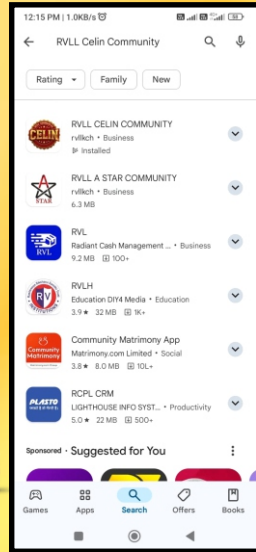 12:15 PM | 1.0KB/s
RVLL Celin Community
Rating
Family
New
CELIN
RVLL CELIN COMMUNITY
rvllkch • Business
Installed
A STAR
RVLL A STAR COMMUNITY
rvllkch • Business
6.3 MB
RVL
RVL
Radiant Cash Management ... • Business
9.2 MB 100+
RV
RVLH
Education DIY4 Media • Education
3.9★ 32 MB 1K+
Community Matrimony
Community Matrimony App
Matrimony.com Limited • Social
3.8★ 8.0 MB 10L+
PLASTO
RCPL CRM
LIGHTHOUSE INFO SYST... • Productivity
5.0★ 22 MB 500+
Sponsored • Suggested for You
Games
Apps
Search
Offers
Books